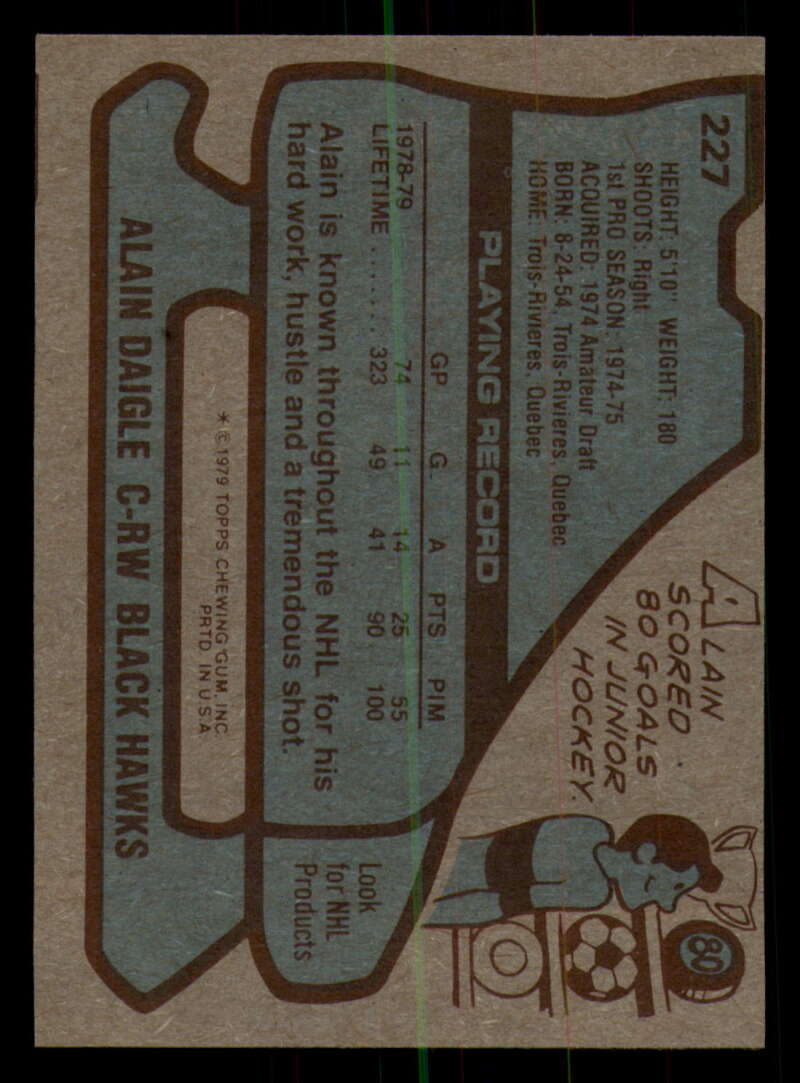 227
HEIGHT: 5'10" WEIGHT: 180
SHOOTS: Right
1st PRO SEASON: 1974-75
ACQUIRED: 1974 Amateur Draft
BORN: 8-24-54, Trois-Rivieres, Quebec
HOME: Trois-Rivieres, Quebec
ALAIN
SCORED
80 GOALS
IN JUNIOR
HOCKEY.
80
PLAYING RECORD
GP G A PTS PIM
1978-79 74 11 14 25 55
LIFETIME ....... 323 49 41 90 100
Alain is known throughout the NHL for his
hard work, hustle and a tremendous shot.
Look
for NHL
Products
* © 1979 TOPPS CHEWING GUM, INC.
PRTD. IN U.S.A.
ALAIN DAIGLE C-RW BLACK HAWKS